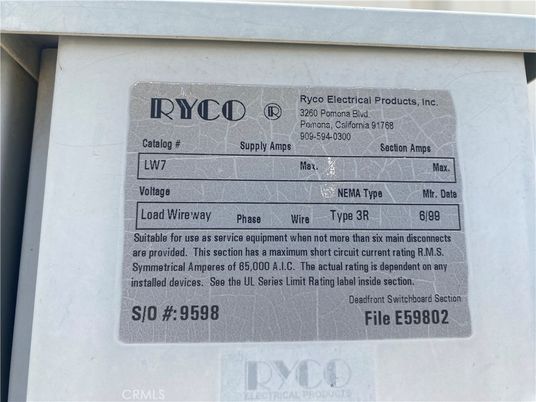 RYCO ®
Ryco Electrical Products, Inc.
3260 Pomona Blvd.
Pomona, California 91768
909-594-0300
Catalog # Supply Amps Section Amps
LW7 Max. Max.
Voltage NEMA Type Mfr. Date
Load Wireway Phase Wire Type 3R 6/99
Suitable for use as service equipment when not more than six main disconnects
are provided. This section has a maximum short circuit current rating R.M.S.
Symmetrical Amperes of 65,000 A.I.C. The actual rating is dependent on any
installed devices. See the UL Series Limit Rating label inside section.
Deadfront Switchboard Section
S/O #: 9598 File E59802
RYCO
ELECTRICAL PRODUCTS
CRMLS